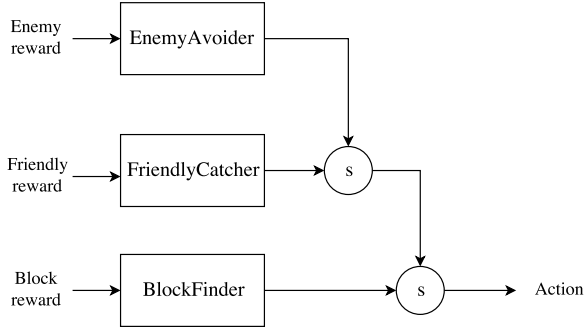 Enemy
reward
EnemyAvoider
Friendly
reward
FriendlyCatcher
s
Block
reward
BlockFinder
s
Action